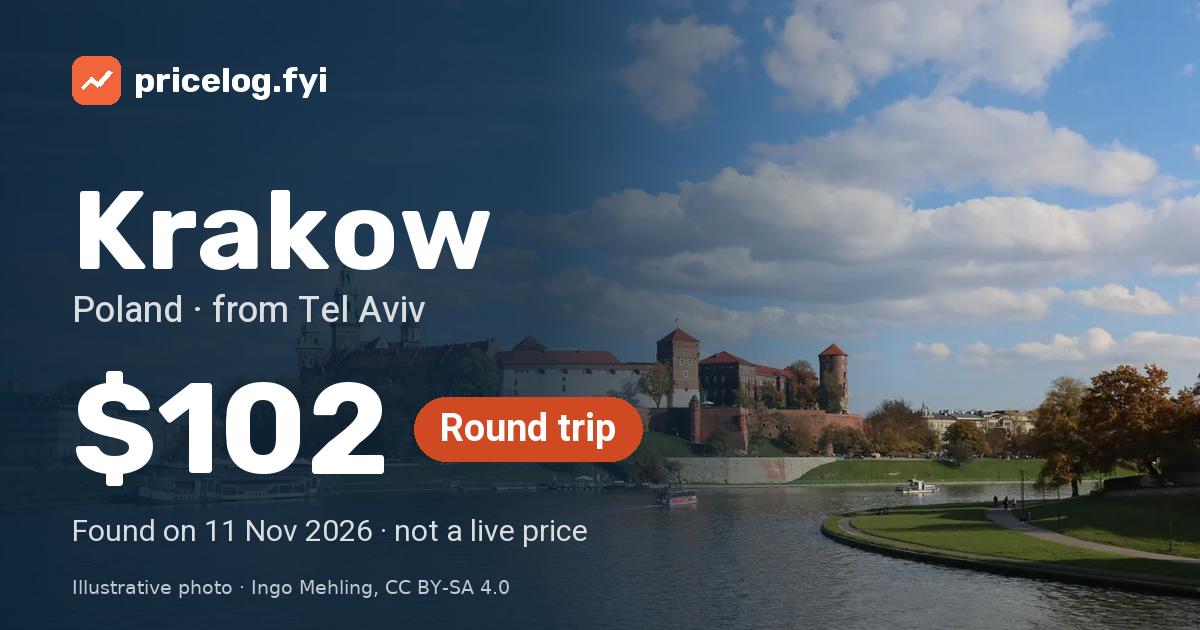 pricelog.fyi
Krakow
Poland · from Tel Aviv
$102
Round trip
Found on 11 Nov 2026 · not a live price
Illustrative photo · Ingo Mehling, CC BY-SA 4.0